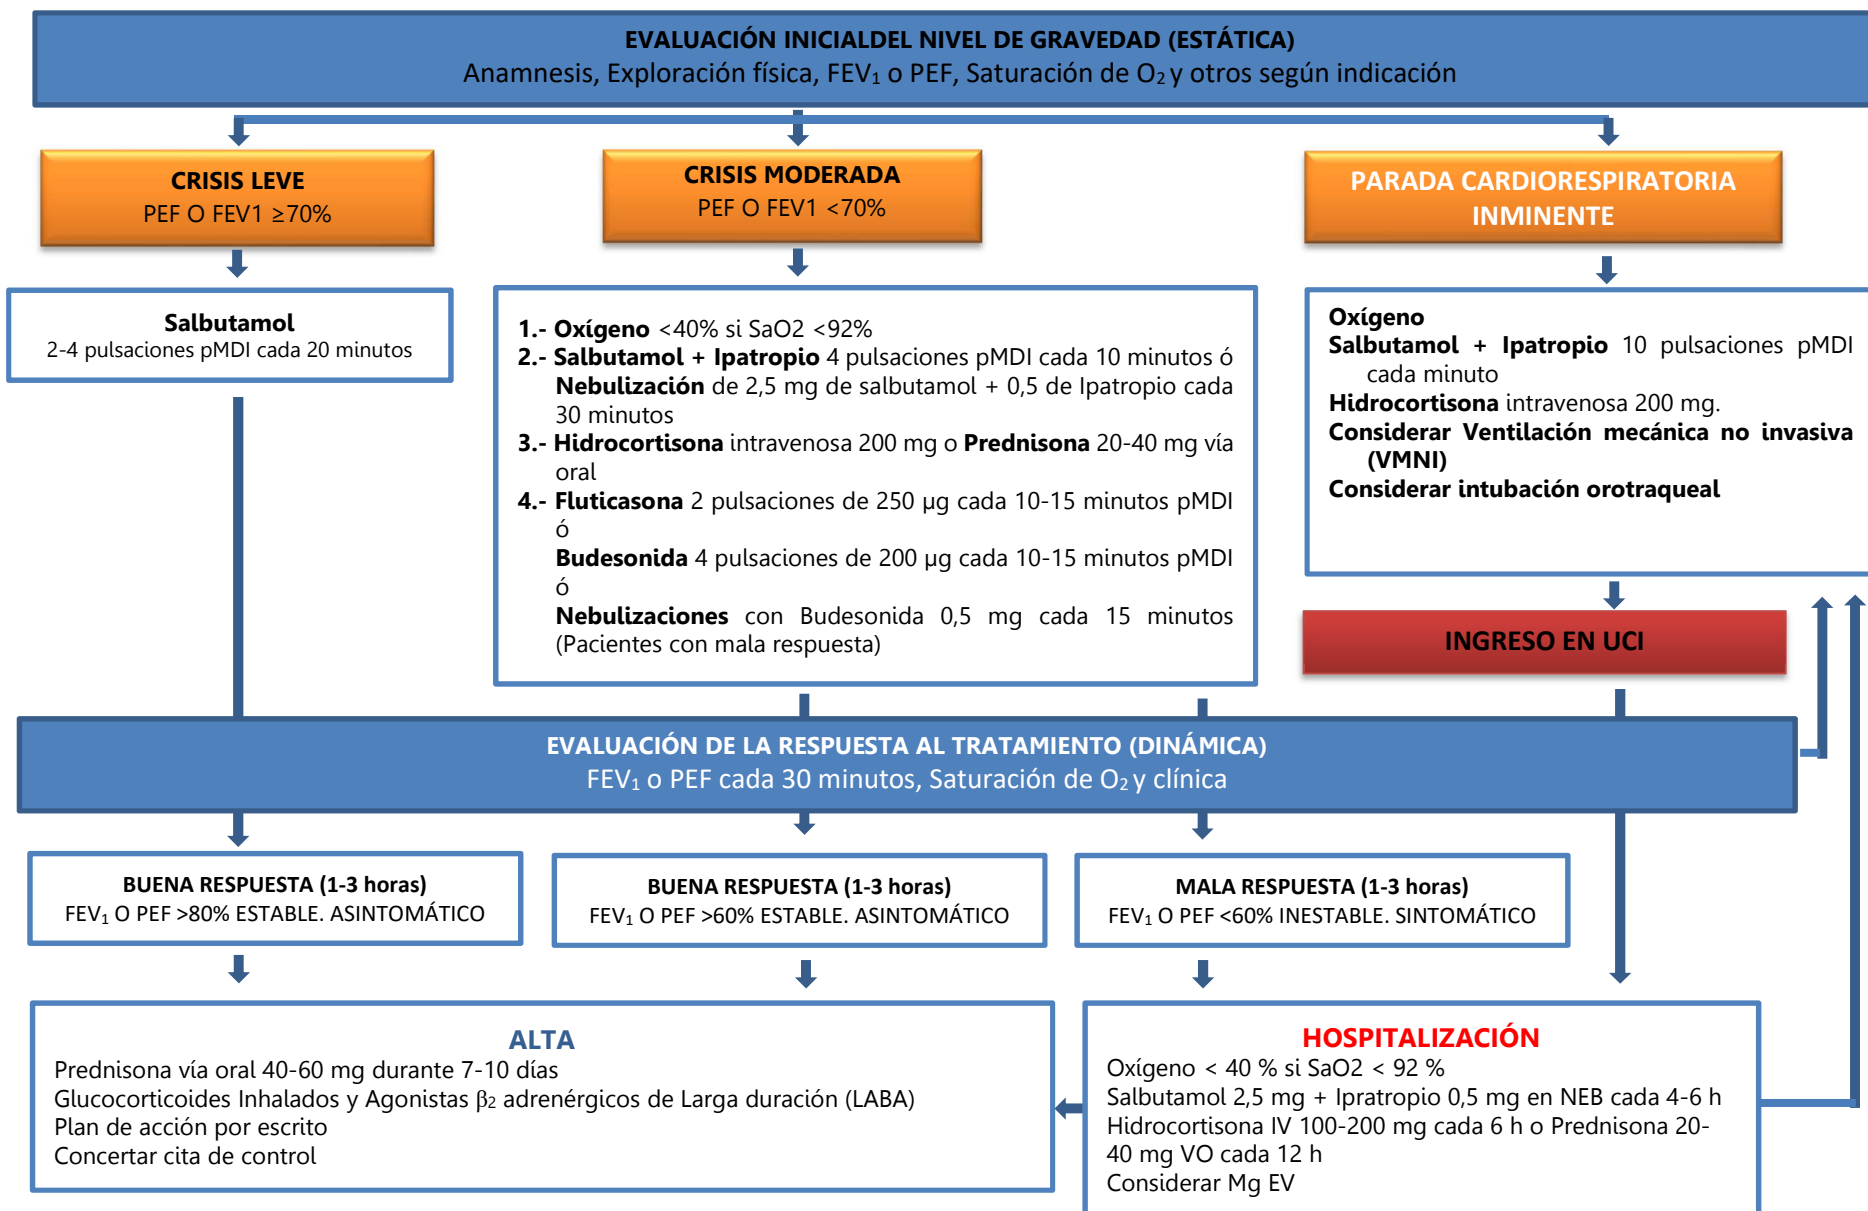 EVALUACIÓN INICIALDEL NIVEL DE GRAVEDAD (ESTÁTICA)
Anamnesis, Exploración física, FEV₁ o PEF, Saturación de O₂ y otros según indicación
CRISIS LEVE
PEF O FEV1 ≥70%
CRISIS MODERADA
PEF O FEV1 <70%
PARADA CARDIORESPIRATORIA
INMINENTE
Salbutamol
2-4 pulsaciones pMDI cada 20 minutos
1.- Oxígeno <40% si SaO2 <92%
2.- Salbutamol + Ipatropio 4 pulsaciones pMDI cada 10 minutos ó
Nebulización de 2,5 mg de salbutamol + 0,5 de Ipatropio cada
30 minutos
3.- Hidrocortisona intravenosa 200 mg o Prednisona 20-40 mg vía
oral
4.- Fluticasona 2 pulsaciones de 250 µg cada 10-15 minutos pMDI
ó
Budesonida 4 pulsaciones de 200 µg cada 10-15 minutos pMDI
ó
Nebulizaciones con Budesonida 0,5 mg cada 15 minutos
(Pacientes con mala respuesta)
Oxígeno
Salbutamol + Ipatropio 10 pulsaciones pMDI
cada minuto
Hidrocortisona intravenosa 200 mg.
Considerar Ventilación mecánica no invasiva
(VMNI)
Considerar intubación orotraqueal
INGRESO EN UCI
EVALUACIÓN DE LA RESPUESTA AL TRATAMIENTO (DINÁMICA)
FEV₁ o PEF cada 30 minutos, Saturación de O₂ y clínica
BUENA RESPUESTA (1-3 horas)
FEV₁ O PEF >80% ESTABLE. ASINTOMÁTICO
BUENA RESPUESTA (1-3 horas)
FEV₁ O PEF >60% ESTABLE. ASINTOMÁTICO
MALA RESPUESTA (1-3 horas)
FEV₁ O PEF <60% INESTABLE. SINTOMÁTICO
ALTA
Prednisona vía oral 40-60 mg durante 7-10 días
Glucocorticoides Inhalados y Agonistas β₂ adrenérgicos de Larga duración (LABA)
Plan de acción por escrito
Concertar cita de control
HOSPITALIZACIÓN
Oxígeno < 40 % si SaO2 < 92 %
Salbutamol 2,5 mg + Ipratropio 0,5 mg en NEB cada 4-6 h
Hidrocortisona IV 100-200 mg cada 6 h o Prednisona 20-
40 mg VO cada 12 h
Considerar Mg EV